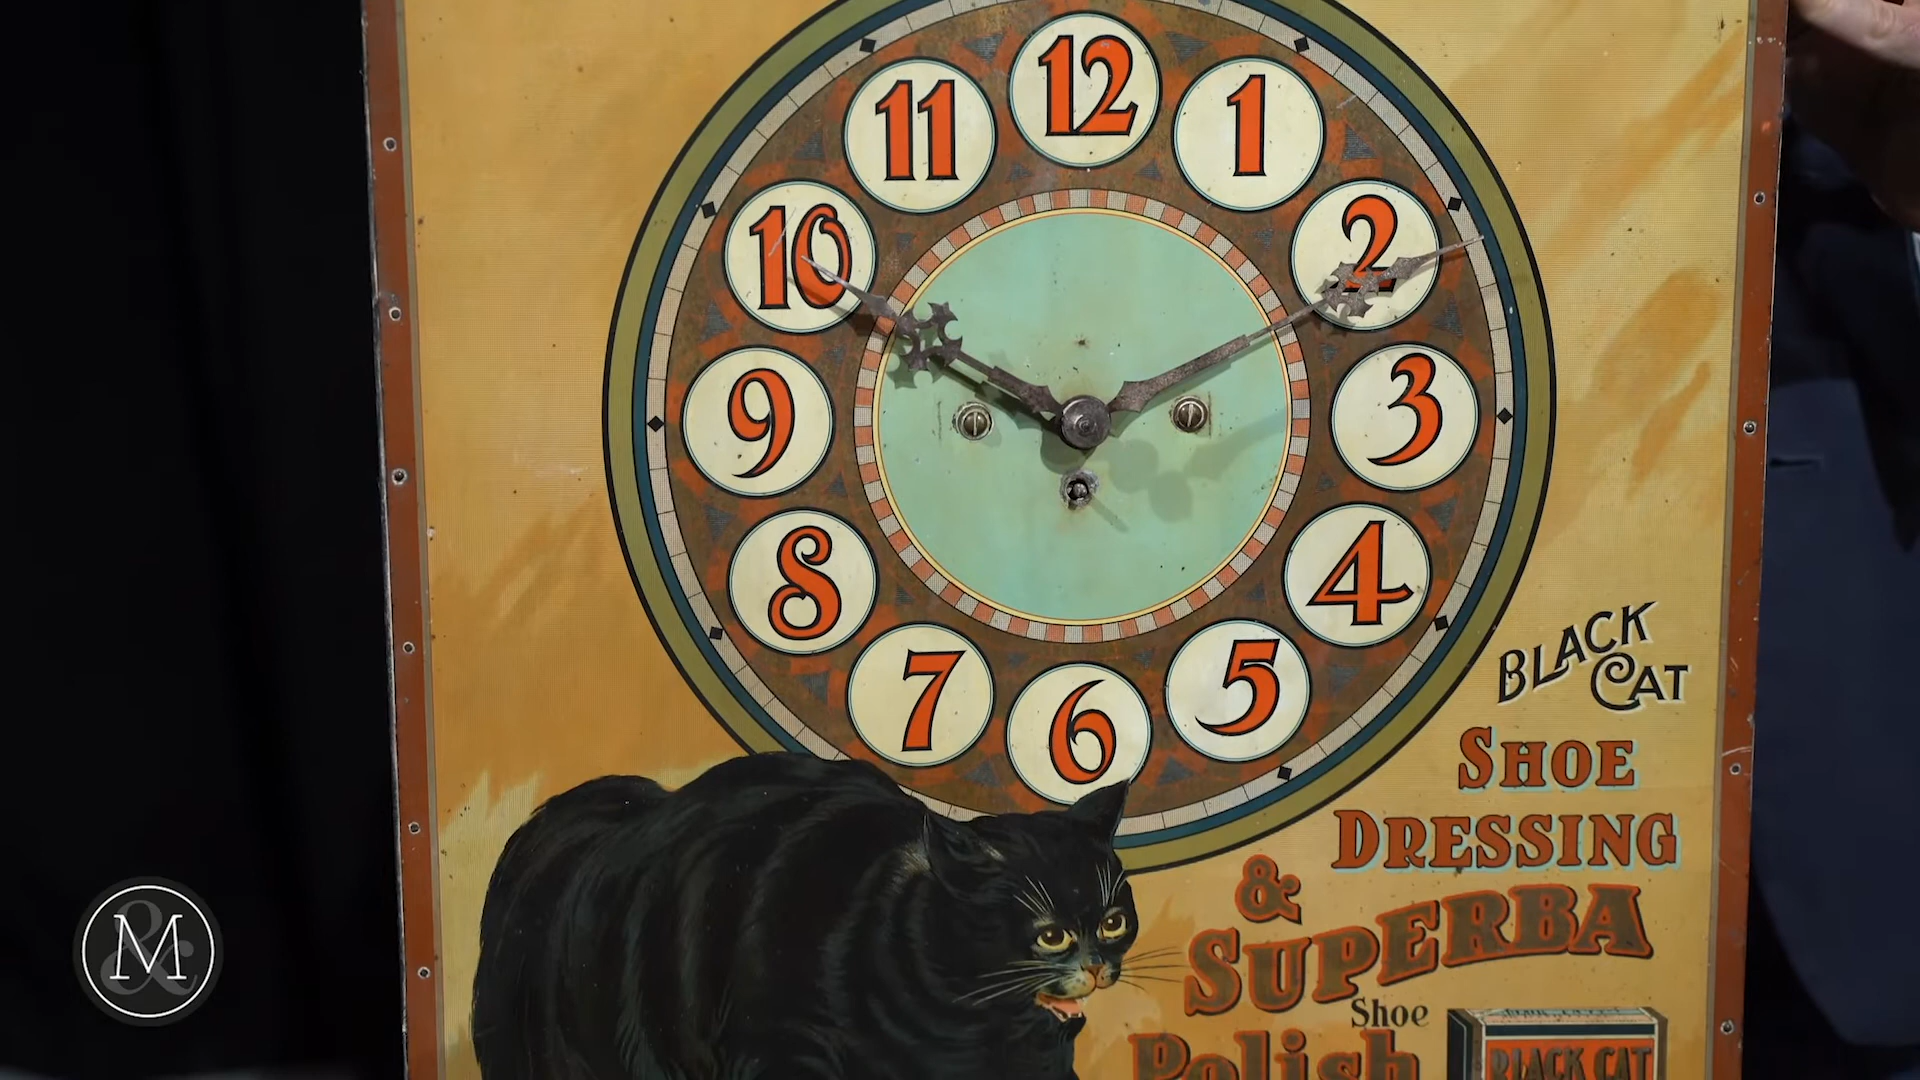 12
11
1
10
2
9
3
8
4
7
5
6
BLACK
CAT
SHOE
DRESSING
&
SUPERBA
Shoe
Polish
BLACK CAT
M&